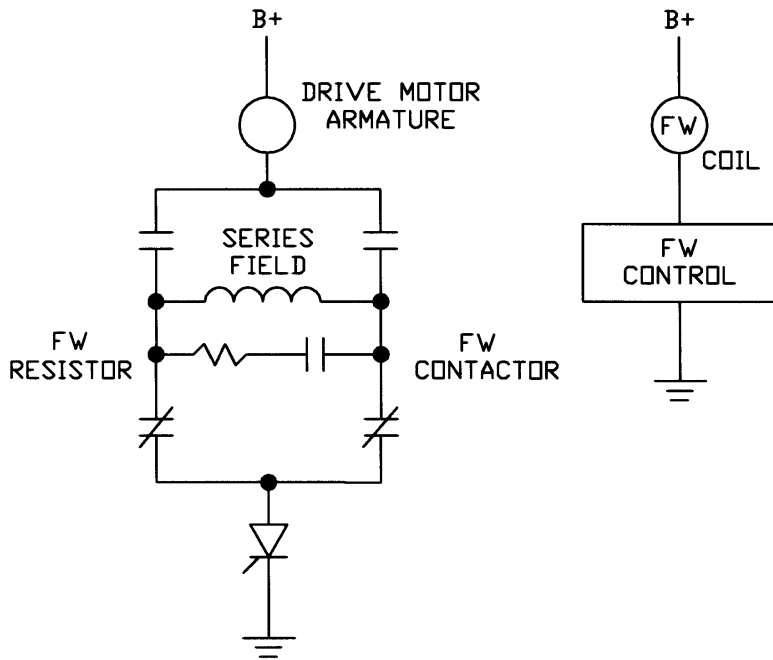 B+
DRIVE MOTOR
ARMATURE
SERIES
FIELD
FW
RESISTOR
FW
CONTACTOR
B+
FW
COIL
FW
CONTROL